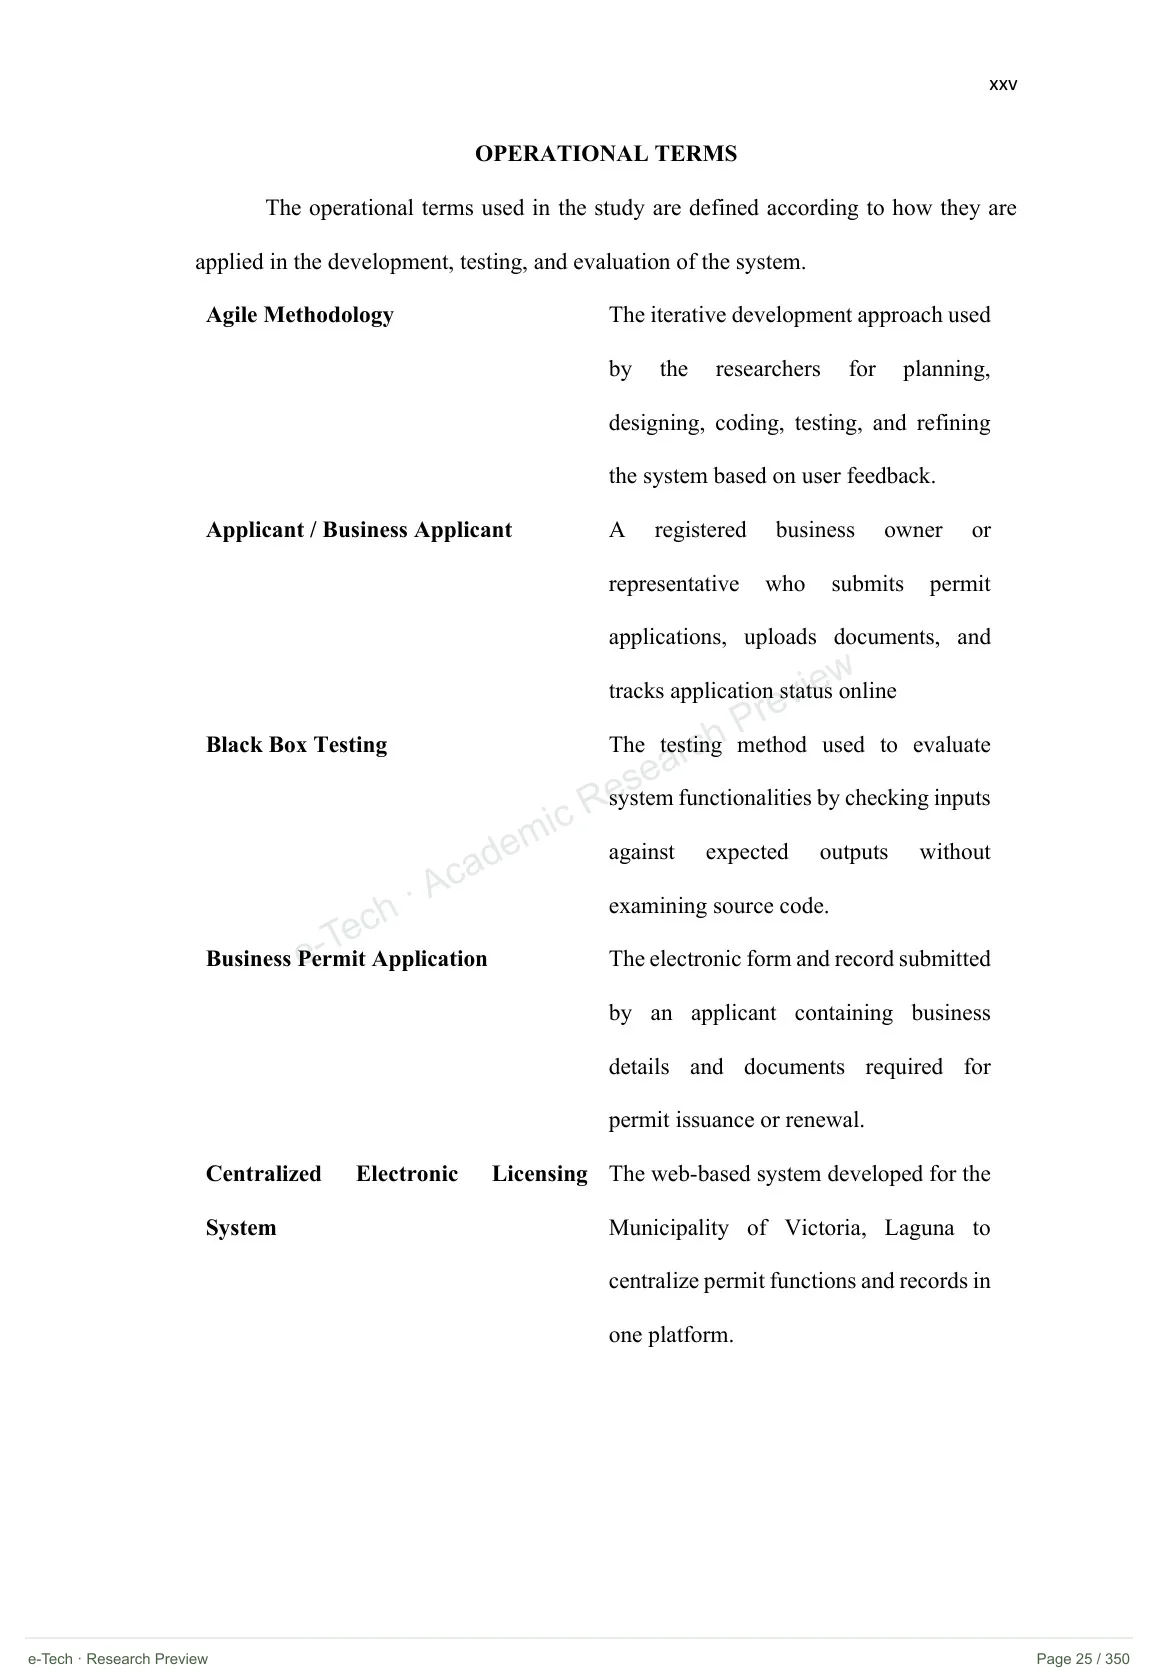 xxv
OPERATIONAL TERMS
The operational terms used in the study are defined according to how they are
applied in the development, testing, and evaluation of the system.
Agile Methodology
The iterative development approach used
by the researchers for planning,
designing, coding, testing, and refining
the system based on user feedback.
Applicant / Business Applicant
A registered business owner or
representative who submits permit
applications, uploads documents, and
tracks application status online
Black Box Testing
The testing method used to evaluate
system functionalities by checking inputs
against expected outputs without
examining source code.
Business Permit Application
The electronic form and record submitted
by an applicant containing business
details and documents required for
permit issuance or renewal.
Centralized Electronic Licensing
System
The web-based system developed for the
Municipality of Victoria, Laguna to
centralize permit functions and records in
one platform.
e-Tech · Academic Research Preview
e-Tech · Research Preview
Page 25 / 350